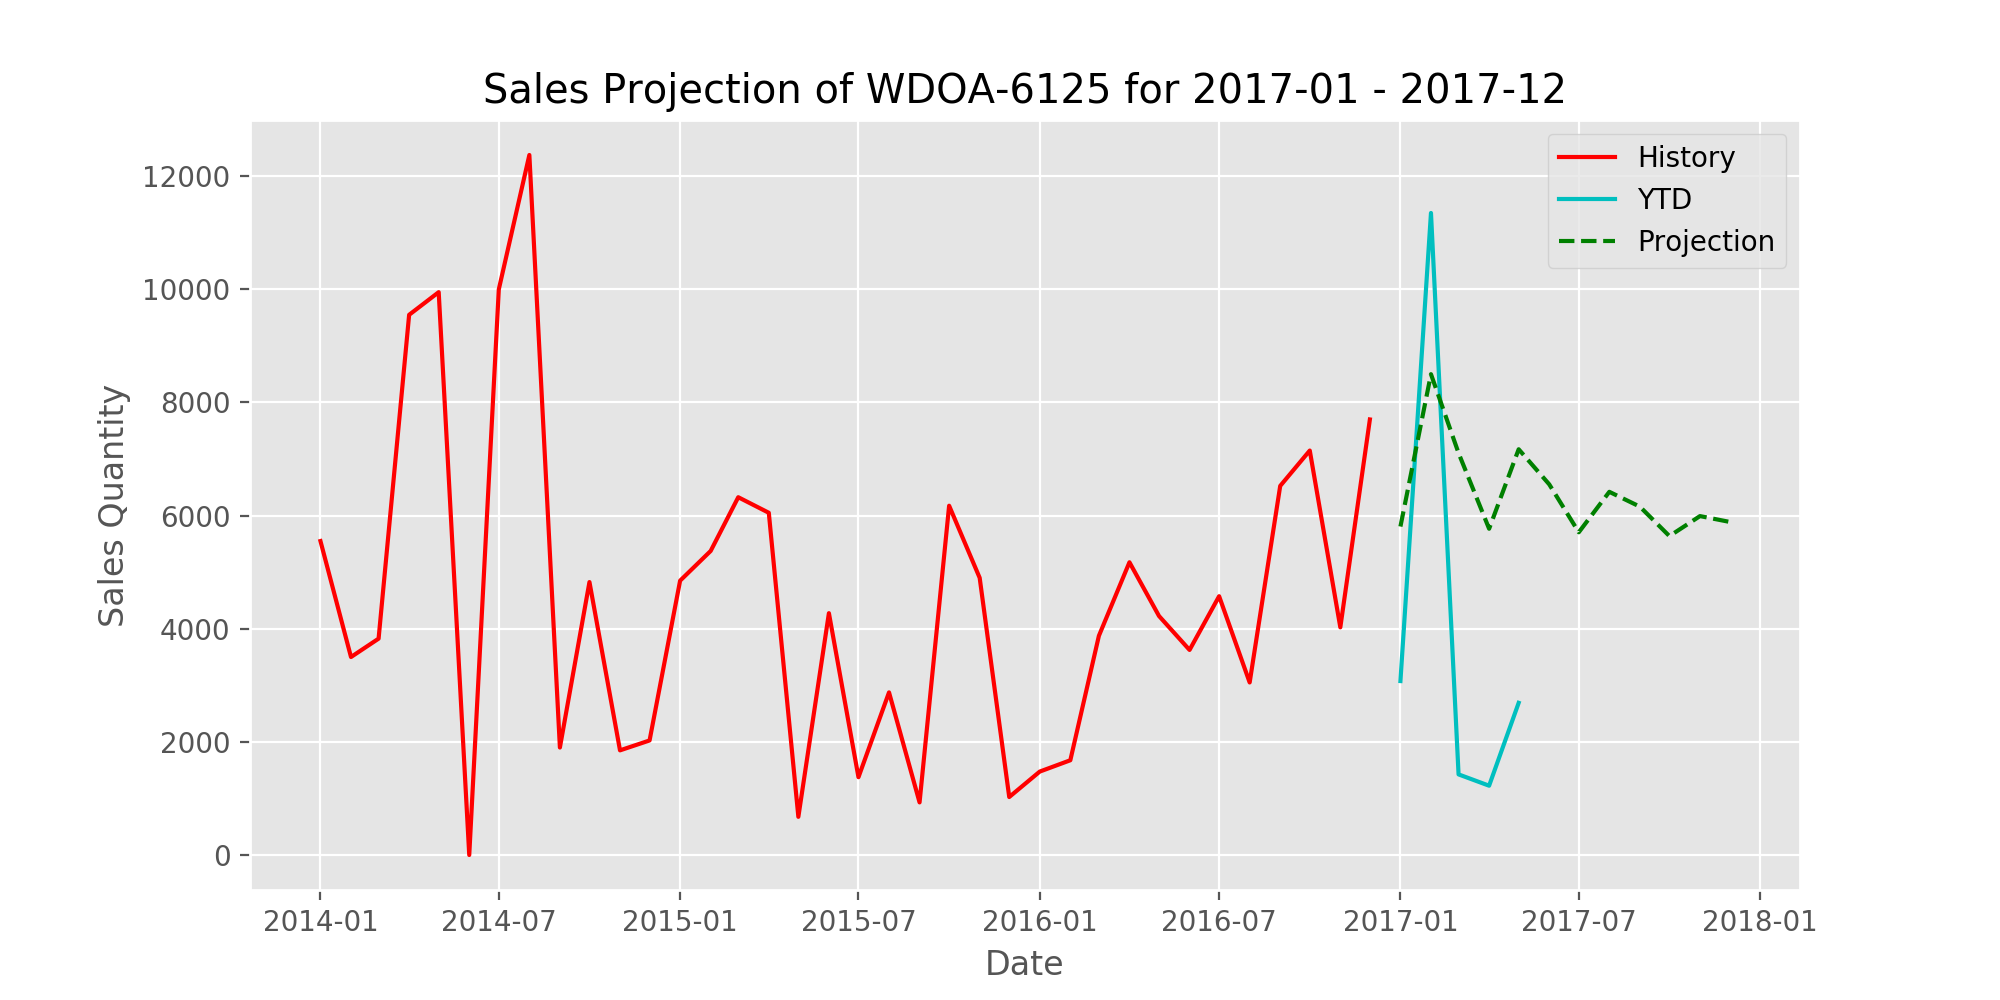 Sales Projection of WDOA-6125 for 2017-01 - 2017-12
History
YTD
Projection
Sales Quantity
12000
10000
8000
6000
4000
2000
0
2014-01 2014-07 2015-01 2015-07 2016-01 2016-07 2017-01 2017-07 2018-01
Date